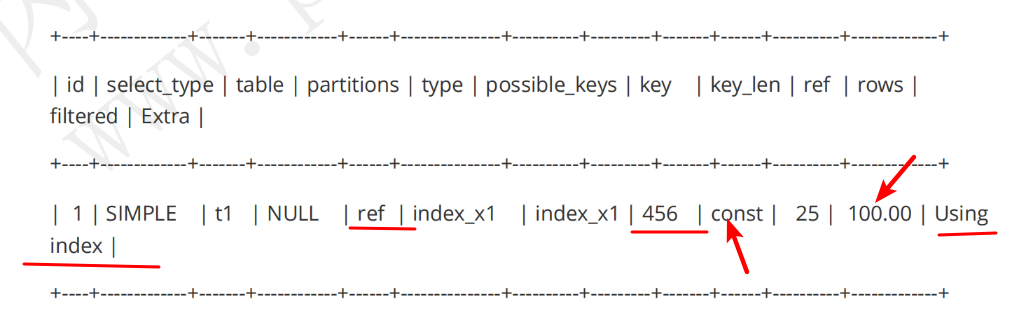 +----+-------------+-------+------------+------+---------------+----------+---------+-------+------+----------+-------------+
| id | select_type | table | partitions | type | possible_keys | key | key_len | ref | rows |
filtered | Extra |
+----+-------------+-------+------------+------+---------------+----------+---------+-------+------+----------+-------------+
| 1 | SIMPLE | t1 | NULL | ref | index_x1 | index_x1 | 456 | const | 25 | 100.00 | Using
index |
+----+-------------+-------+------------+------+---------------+----------+---------+-------+------+----------+-------------+
www.